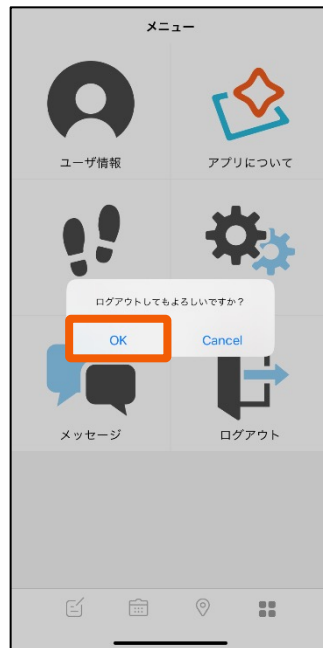 メニュー
ユーザ情報
アプリについて
ログアウトしてもよろしいですか？
OK
Cancel
メッセージ
ログアウト